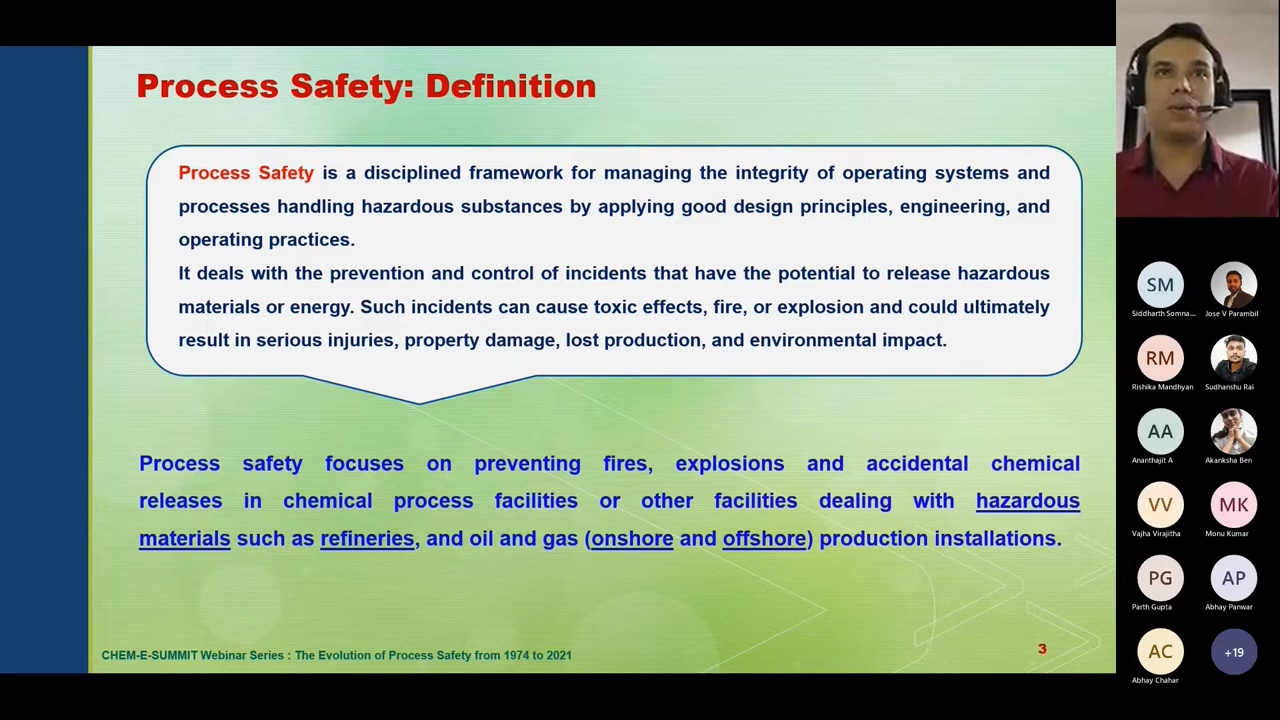 Process Safety: Definition
Process Safety is a disciplined framework for managing the integrity of operating systems and
processes handling hazardous substances by applying good design principles, engineering, and
operating practices.
It deals with the prevention and control of incidents that have the potential to release hazardous
materials or energy. Such incidents can cause toxic effects, fire, or explosion and could ultimately
result in serious injuries, property damage, lost production, and environmental impact.
Process safety focuses on preventing fires, explosions and accidental chemical
releases in chemical process facilities or other facilities dealing with hazardous
materials such as refineries, and oil and gas (onshore and offshore) production installations.
CHEM-E-SUMMIT Webinar Series : The Evolution of Process Safety from 1974 to 2021
3
SM
Siddharth Somna...
Jose V Parambil
RM
Rishika Mandhyan
Sudhanshu Rai
AA
Ananthajit A
Akanksha Ben
VV
Vajha Virajitha
MK
Monu Kumar
PG
Parth Gupta
AP
Abhay Panwar
AC
Abhay Chahar
+19